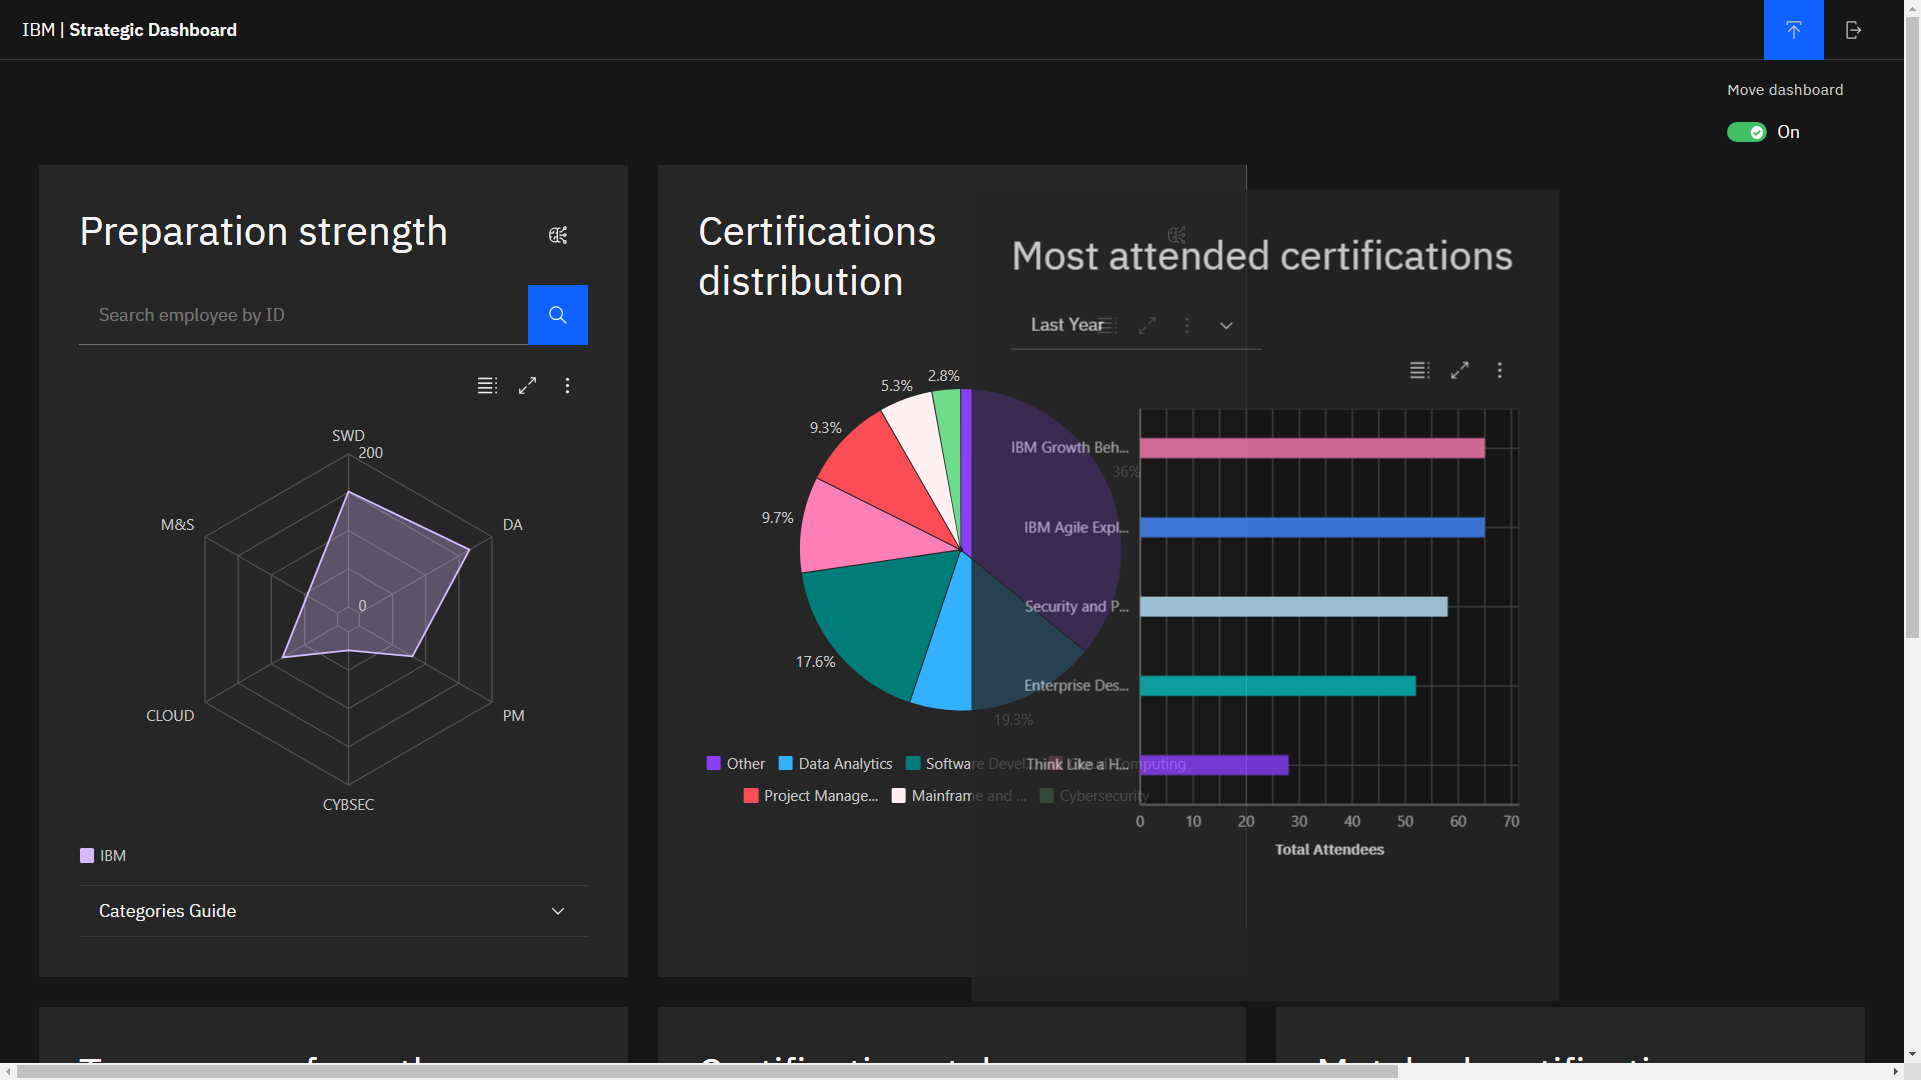 IBM | Strategic Dashboard
Move dashboard
On
Preparation strength
Search employee by ID
SWD
200
M&S
DA
0
CLOUD
PM
CYBSEC
IBM
Categories Guide
Certifications
distribution
2.8%
5.3%
9.3%
9.7%
17.6%
36%
19.3%
Other
Data Analytics
Software Devel...
Computing
Project Manage...
Mainframe and ...
Cybersecurity
Most attended certifications
Last Year
IBM Growth Beh...
IBM Agile Expl...
Security and P...
Enterprise Des...
Think Like a H...
0 10 20 30 40 50 60 70
Total Attendees